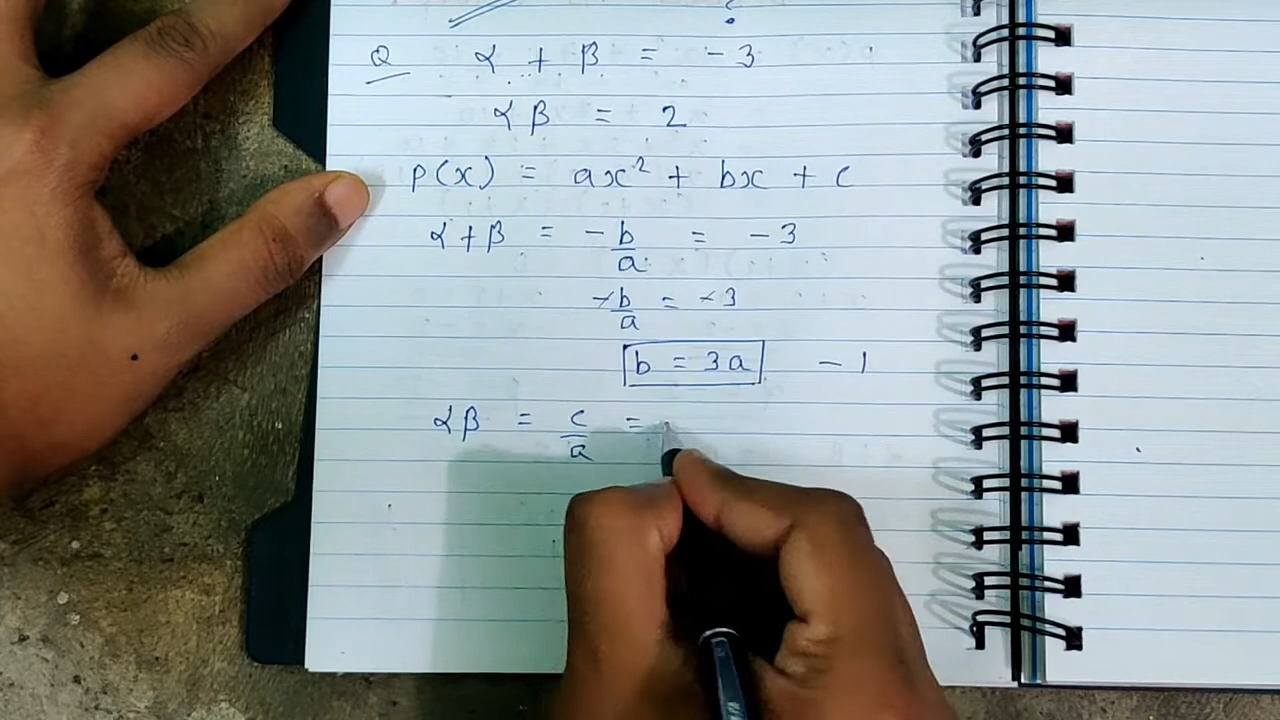 Q α + β = -3
αβ = 2
p(x) = ax² + bx + c
α+β = -b/a = -3
-b/a = -3
b = 3a - 1
αβ = c/a =